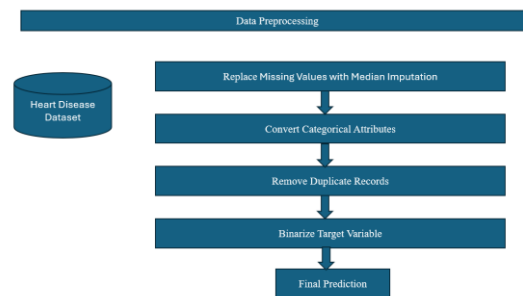 Data Preprocessing
Replace Missing Values with Median Imputation
Heart Disease
Dataset
Convert Categorical Attributes
Remove Duplicate Records
Binarize Target Variable
Final Prediction